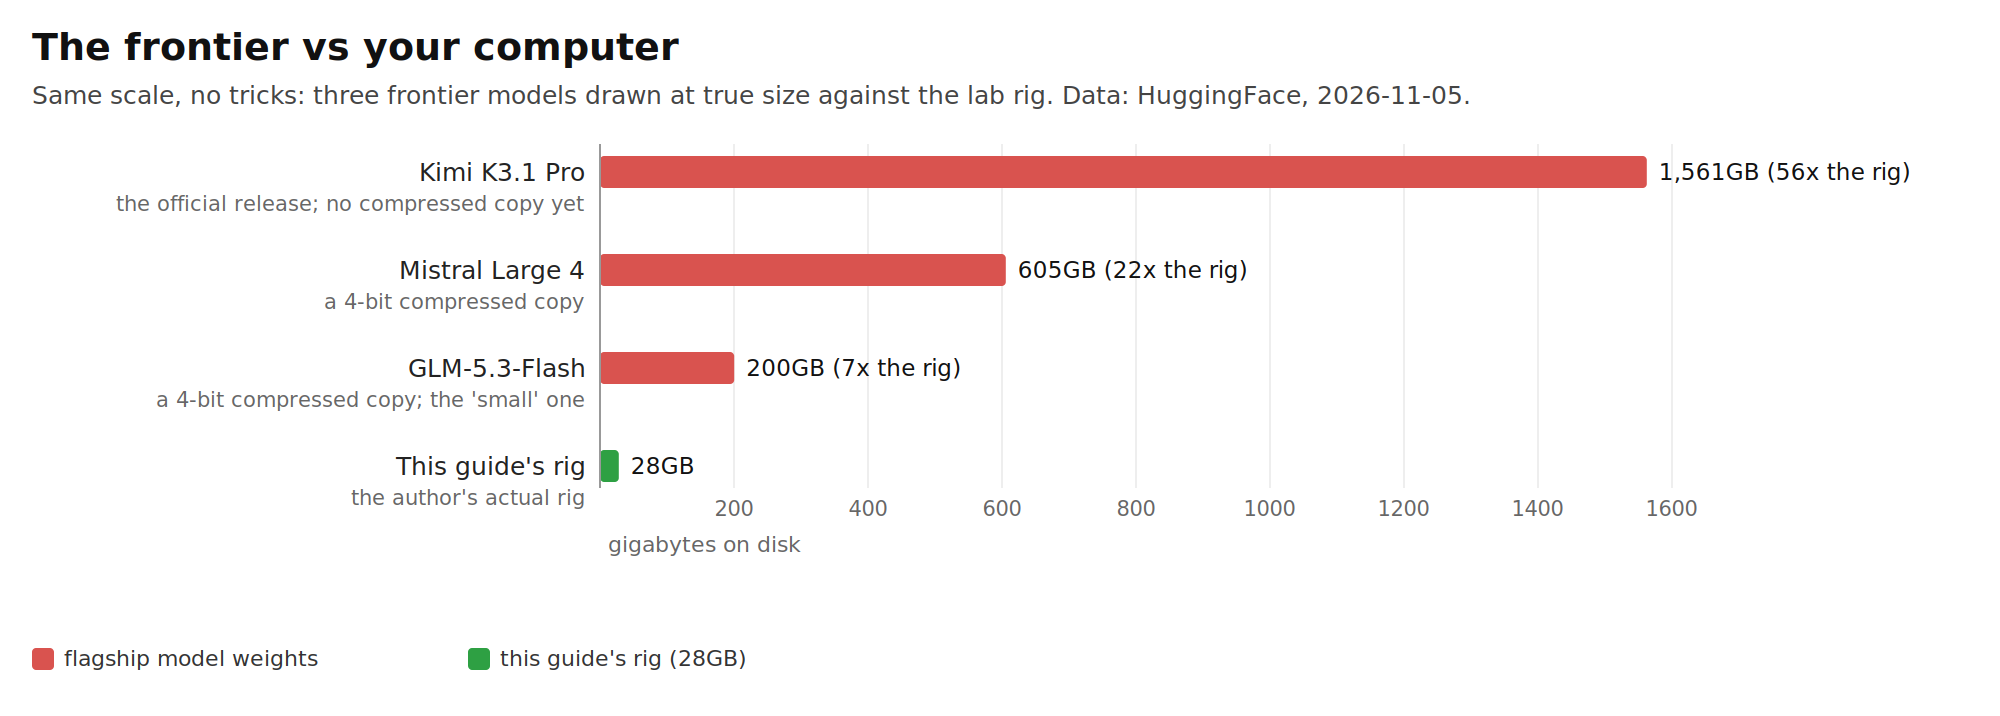 The frontier vs your computer
Same scale, no tricks: three frontier models drawn at true size against the lab rig. Data: HuggingFace, 2026-11-05.
Kimi K3.1 Pro
1,561GB (56x the rig)
the official release; no compressed copy yet
Mistral Large 4
605GB (22x the rig)
a 4-bit compressed copy
GLM-5.3-Flash
200GB (7x the rig)
a 4-bit compressed copy; the 'small' one
This guide's rig
28GB
the author's actual rig
200 400 600 800 1000 1200 1400 1600
gigabytes on disk
flagship model weights
this guide's rig (28GB)